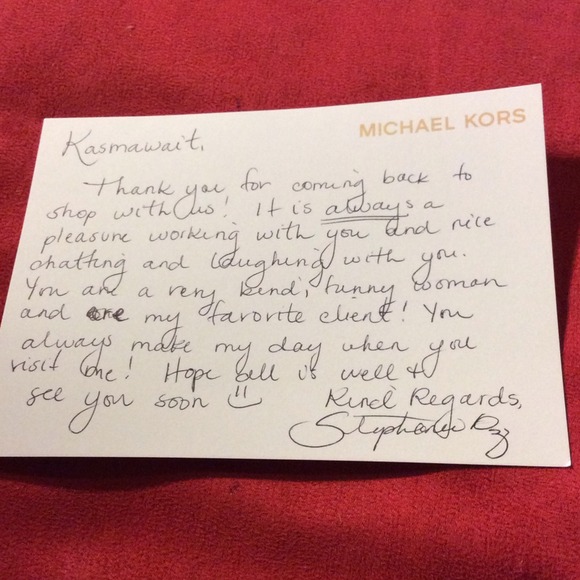 MICHAEL KORS
Kasmawait,
Thank you for coming back to
shop with us! It is always a
pleasure working with you and nice
chatting and laughing with you.
You are a very kind, funny woman
and are my favorite client! You
always make my day when you
visit me! Hope all is well &
see you soon
Kind Regards,
Stephanie